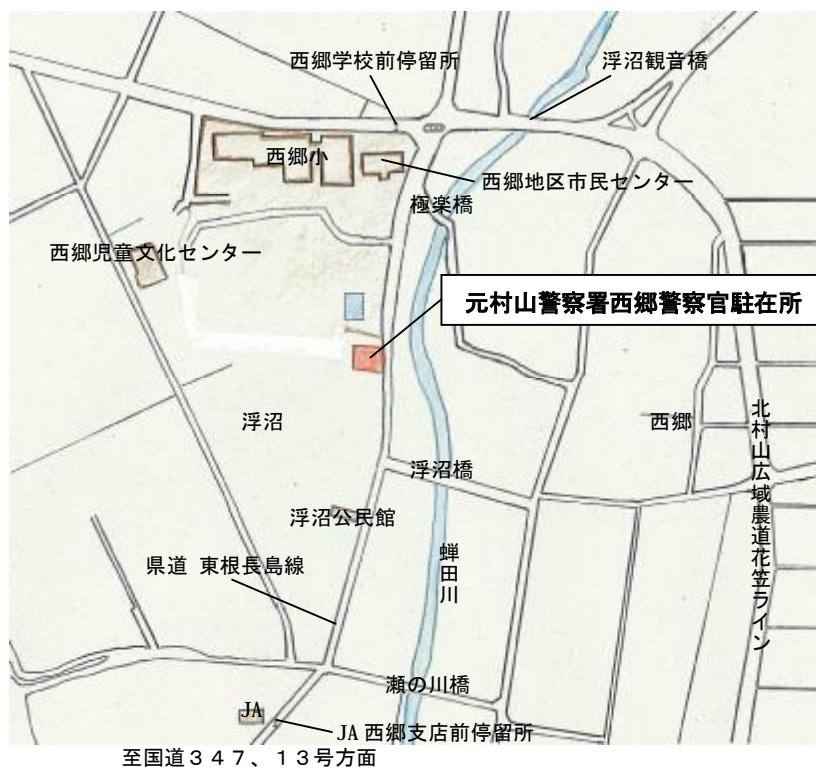 西郷学校前停留所
浮沼観音橋
西郷小
西郷地区市民センター
極楽橋
西郷児童文化センター
元村山警察署西郷警察官駐在所
浮沼
西郷
北村山広域農道花笠ライン
浮沼橋
浮沼公民館
蝉田川
県道 東根長島線
瀬の川橋
JA
JA 西郷支店前停留所
至国道347、13号方面